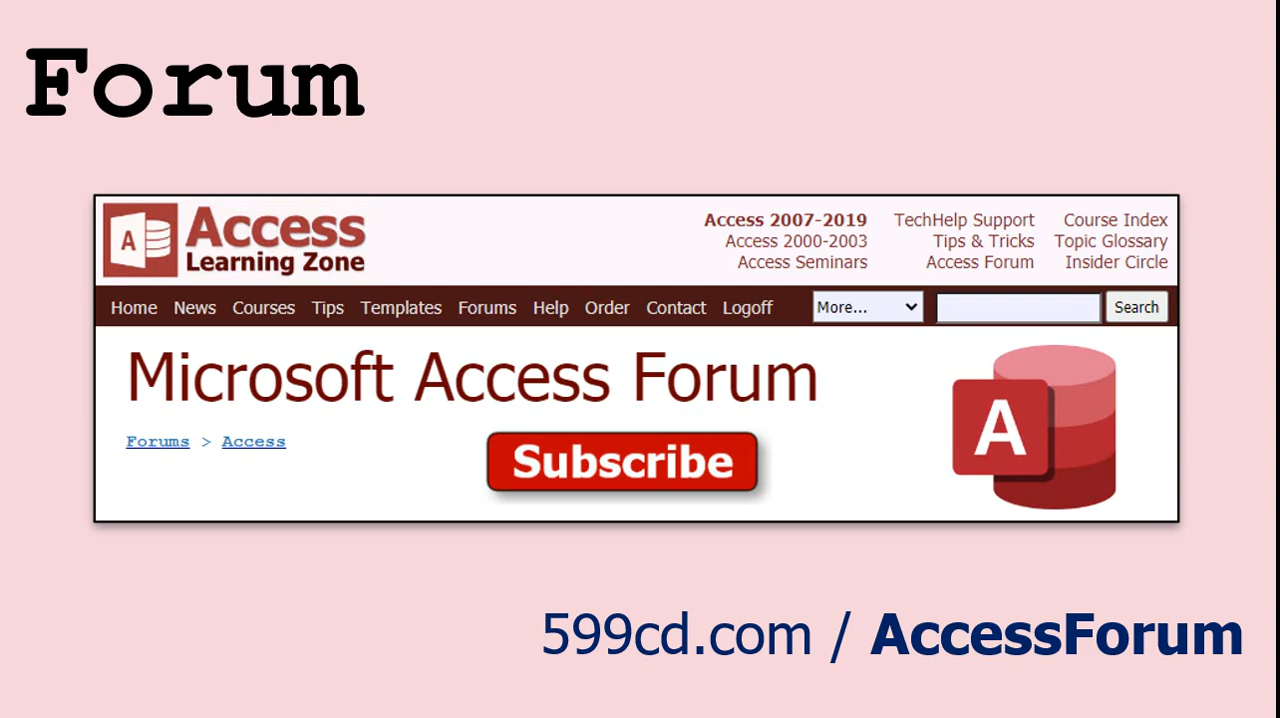 Forum
A
Access
Learning Zone
Access 2007-2019 TechHelp Support Course Index
Access 2000-2003 Tips & Tricks Topic Glossary
Access Seminars Access Forum Insider Circle
Home News Courses Tips Templates Forums Help Order Contact Logoff More... Search
Microsoft Access Forum
Forums > Access
Subscribe
A
599cd.com / AccessForum